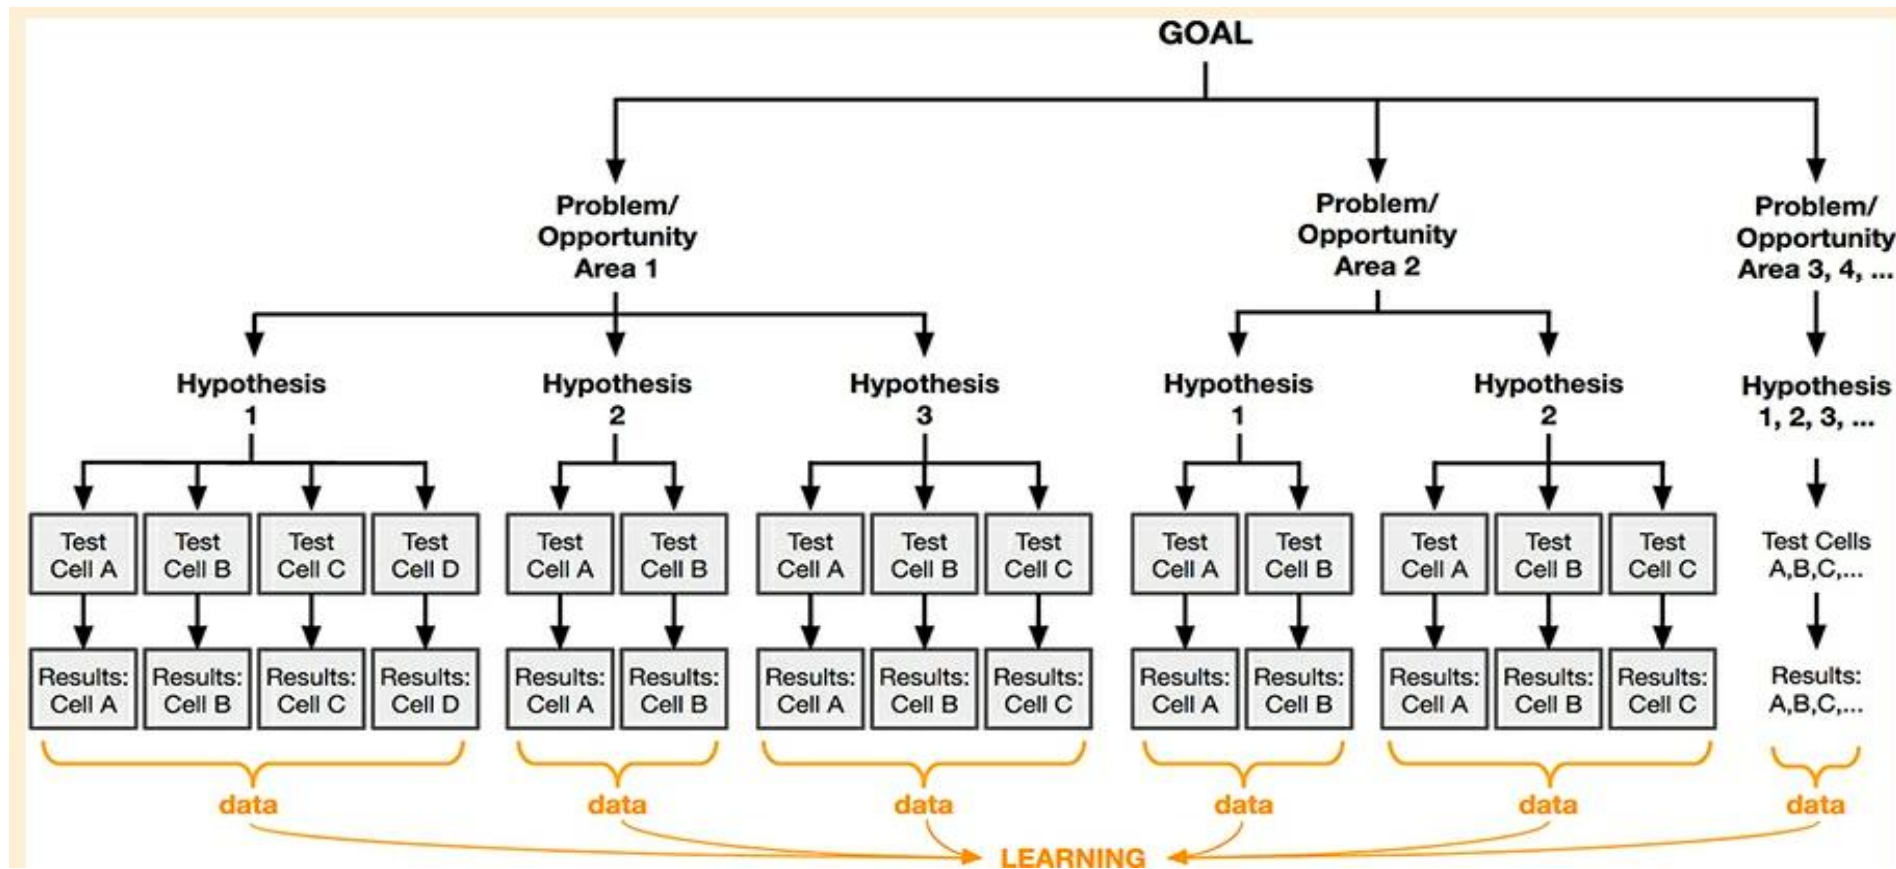 GOAL
Problem/
Opportunity
Area 1
Problem/
Opportunity
Area 2
Problem/
Opportunity
Area 3, 4, ...
Hypothesis
1
Hypothesis
2
Hypothesis
3
Hypothesis
1
Hypothesis
2
Hypothesis
1, 2, 3, ...
Test
Cell A
Test
Cell B
Test
Cell C
Test
Cell D
Test
Cell A
Test
Cell B
Test
Cell A
Test
Cell B
Test
Cell C
Test
Cell A
Test
Cell B
Test
Cell A
Test
Cell B
Test
Cell C
Test Cells
A,B,C,...
Results:
Cell A
Results:
Cell B
Results:
Cell C
Results:
Cell D
Results:
Cell A
Results:
Cell B
Results:
Cell A
Results:
Cell B
Results:
Cell C
Results:
Cell A
Results:
Cell B
Results:
Cell A
Results:
Cell B
Results:
Cell C
Results:
A,B,C,...
data
data
data
data
data
data
LEARNING